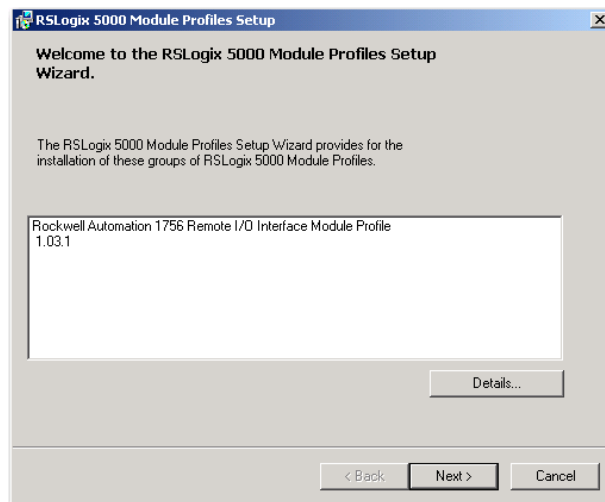 RSLogix 5000 Module Profiles Setup
Welcome to the RSLogix 5000 Module Profiles Setup
Wizard.
The RSLogix 5000 Module Profiles Setup Wizard provides for the
installation of these groups of RSLogix 5000 Module Profiles.
Rockwell Automation 1756 Remote I/O Interface Module Profile
1.03.1
Details...
< Back
Next >
Cancel